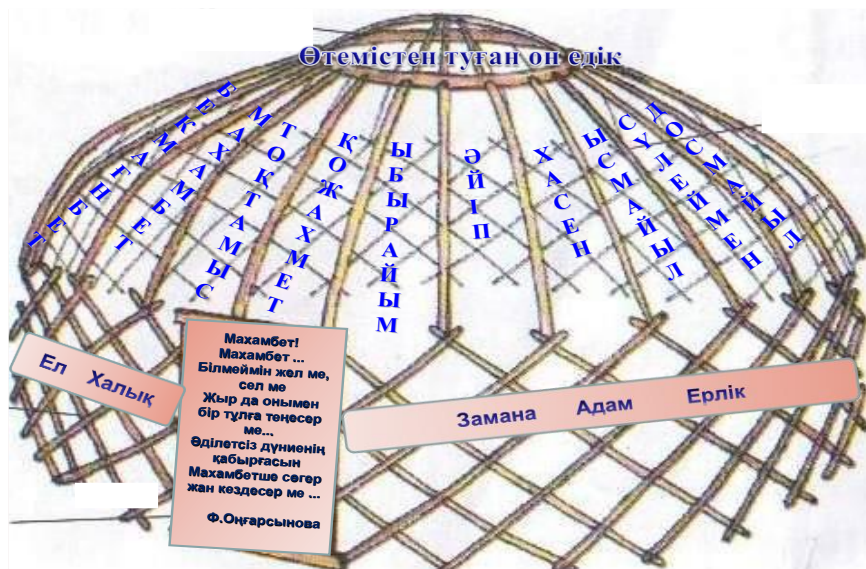 Өтемістен туған он едік
БЕКМАҒАНБЕТ
МАХАМБЕТ
ТОҚТАМЫС
ҚОЖАХМЕТ
ЫБЫРАЙЫМ
ӘЙІП
ХАСЕН
ЫСМАЙЫЛ
СҮЛЕЙМЕН
ДОСМАЙЫЛ
Ел Халық
Махамбет!
Махамбет ...
Білмеймін жел ме,
сел ме
Жыр да онымен
бір тұлға теңесер
ме...
Әділетсіз дүниенің
қабырғасын
Махамбетше сөгер
жан кездесер ме ...
Ф.Оңғарсынова
Замана Адам Ерлік